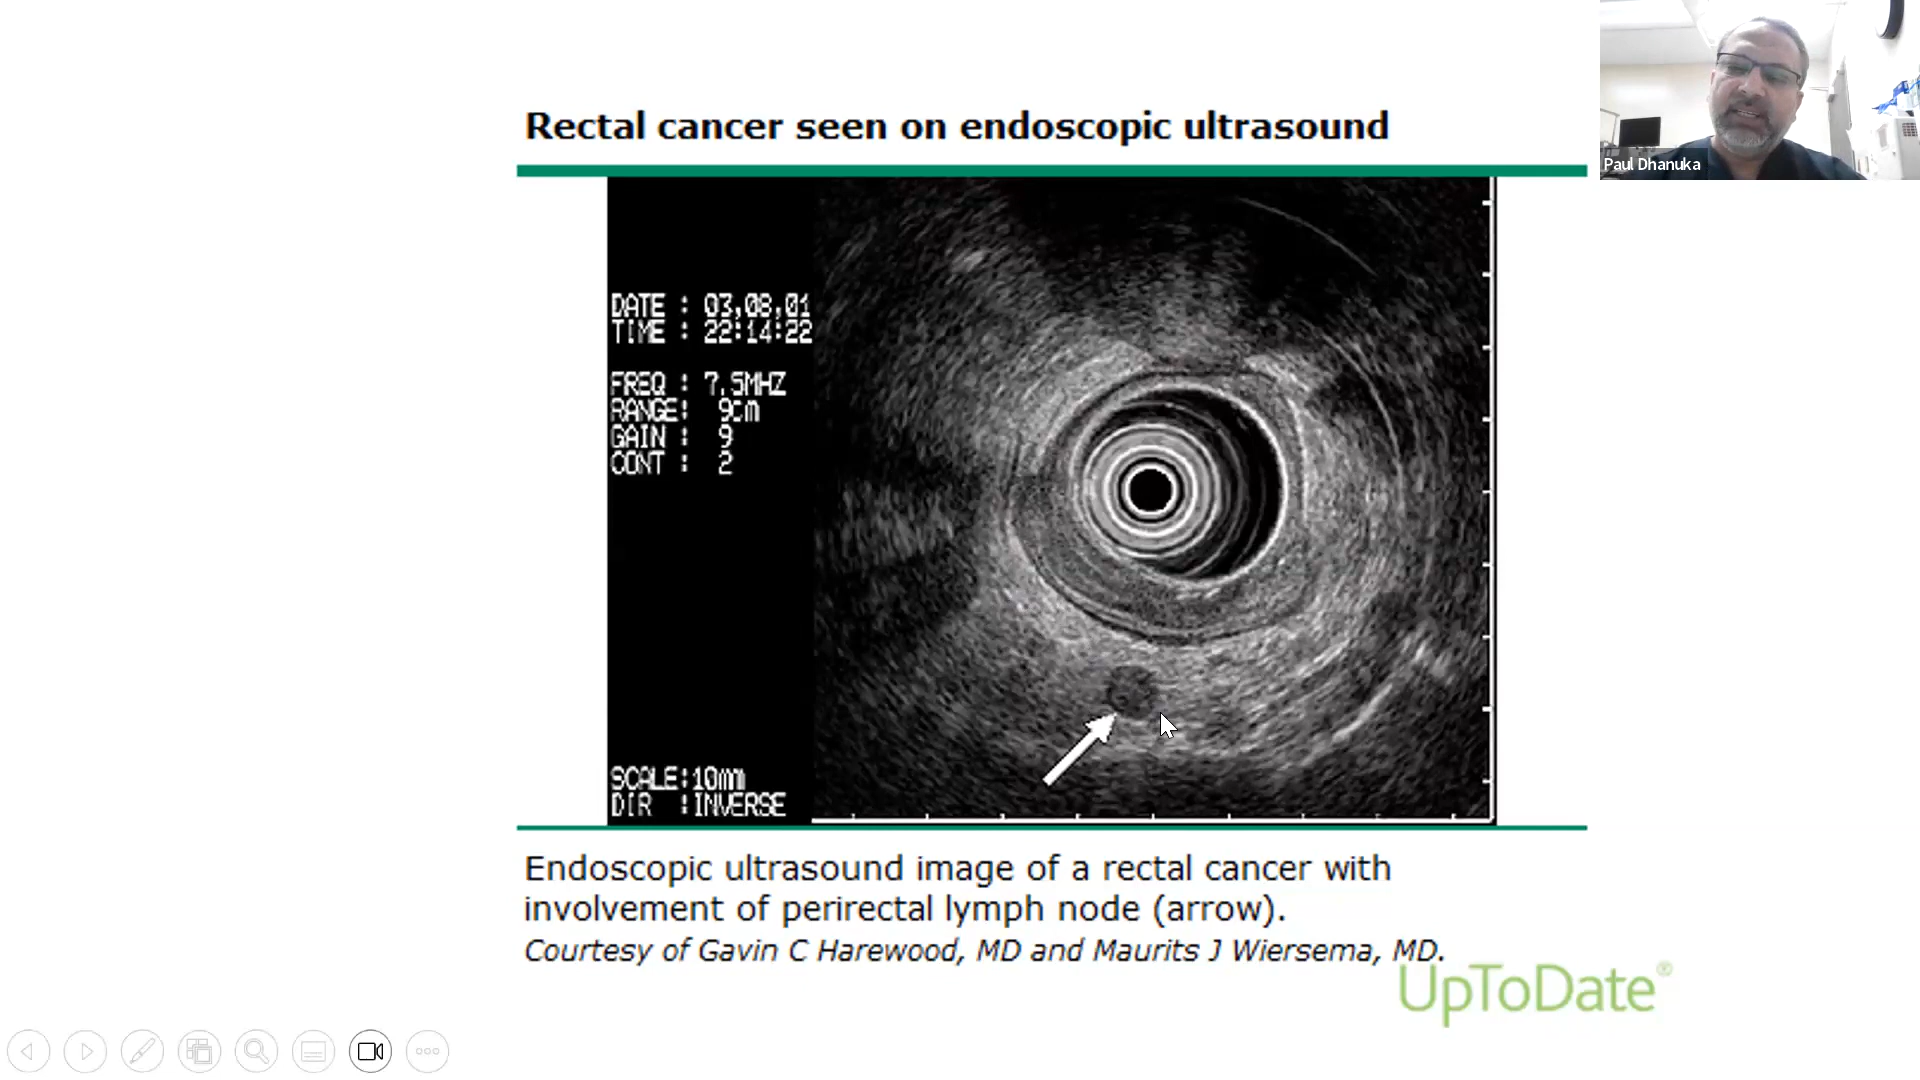 Rectal cancer seen on endoscopic ultrasound
Paul Dhanuka
DATE : 03,08,01
TIME : 22:14:22
FREQ : 7.5MHZ
RANGE: 9cm
GAIN : 9
CONT : 2
SCALE:10mm
DIR :INVERSE
Endoscopic ultrasound image of a rectal cancer with
involvement of perirectal lymph node (arrow).
Courtesy of Gavin C Harewood, MD and Maurits J Wiersema, MD.
UpToDate®